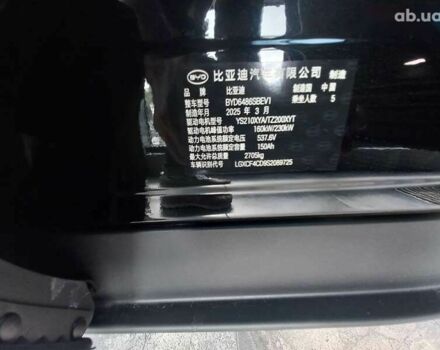 ab.ua
BYD 比亚迪汽车有限公司 制造
品 牌 比亚迪 制造国 中国
整车型号 BYD6486SBEV1 乘坐人数 5
制造年月 2025 年 3 月
驱动电机型号 YS210XYA/TZ200XYT
驱动电机峰值功率 160kW/230kW
动力电池系统额定电压 537.6V
动力电池系统额定容量 150Ah
最大允许总质量 2705kg
车辆识别代号 LGXCF4CD9S2089725